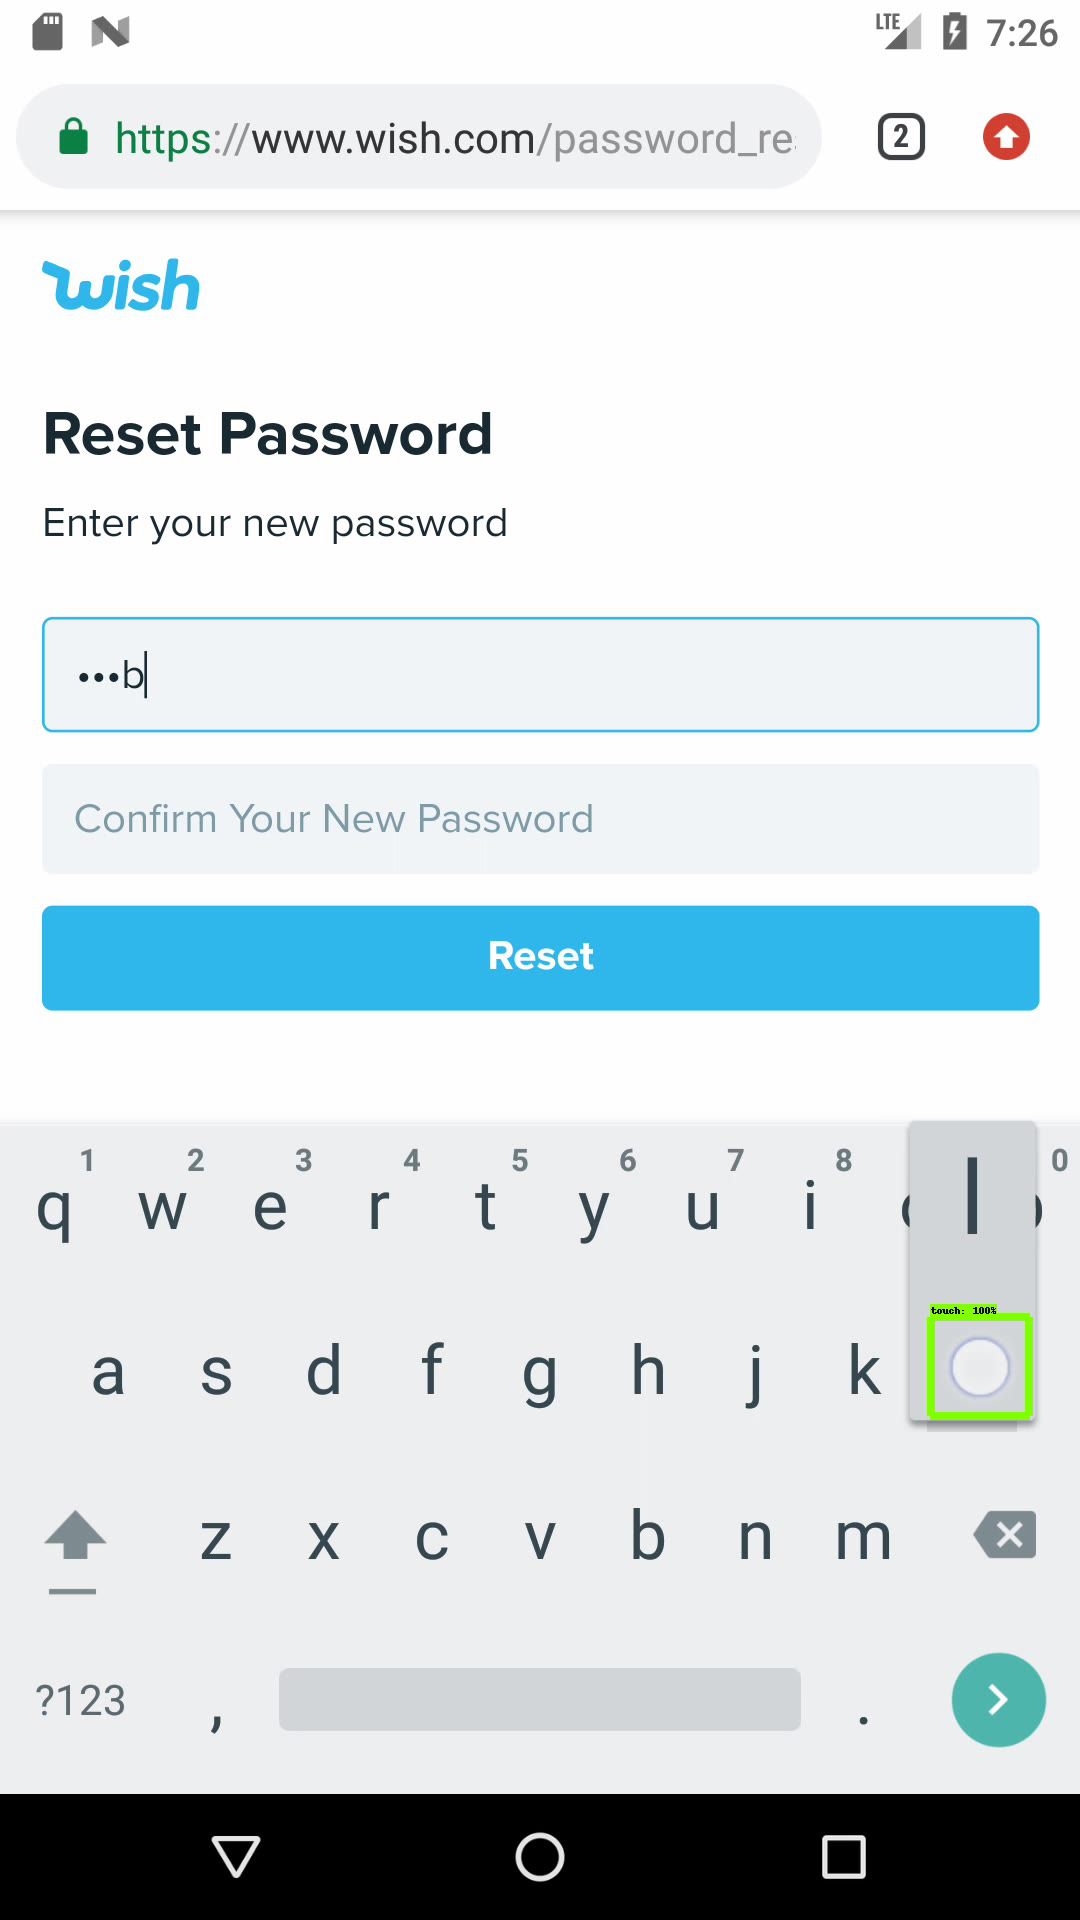 LTE 7:26
https://www.wish.com/password_re
2
wish
Reset Password
Enter your new password
•••b
Confirm Your New Password
Reset
1 2 3 4 5 6 7 8 0
q w e r t y u i l
touch: 100%
a s d f g h j k
z x c v b n m
?123 , .